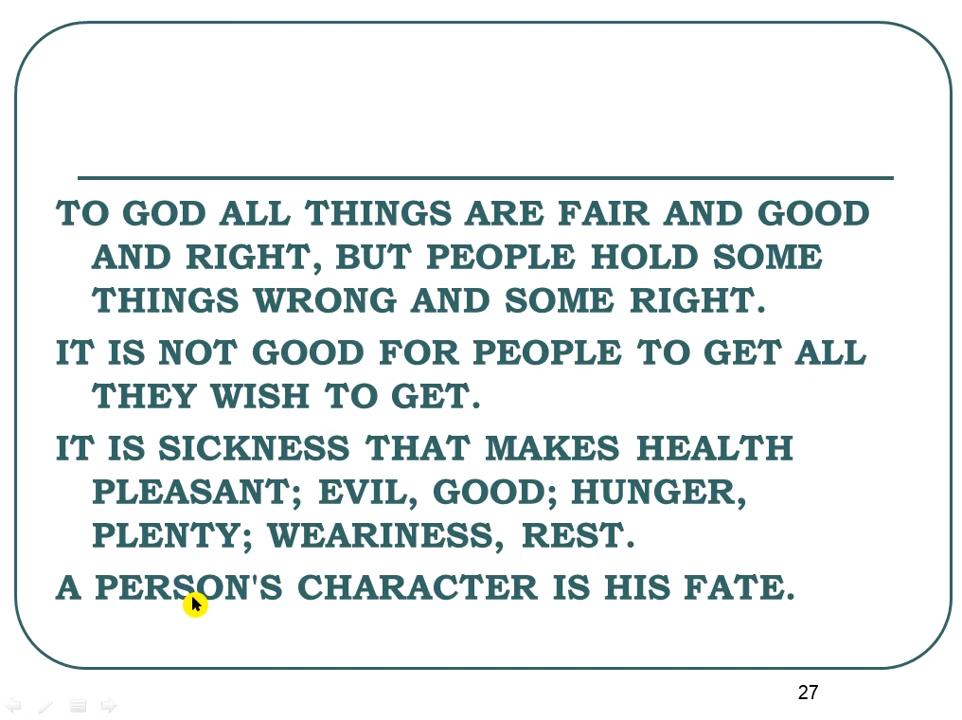 TO GOD ALL THINGS ARE FAIR AND GOOD
AND RIGHT, BUT PEOPLE HOLD SOME
THINGS WRONG AND SOME RIGHT.
IT IS NOT GOOD FOR PEOPLE TO GET ALL
THEY WISH TO GET.
IT IS SICKNESS THAT MAKES HEALTH
PLEASANT; EVIL, GOOD; HUNGER,
PLENTY; WEARINESS, REST.
A PERSON'S CHARACTER IS HIS FATE.
27